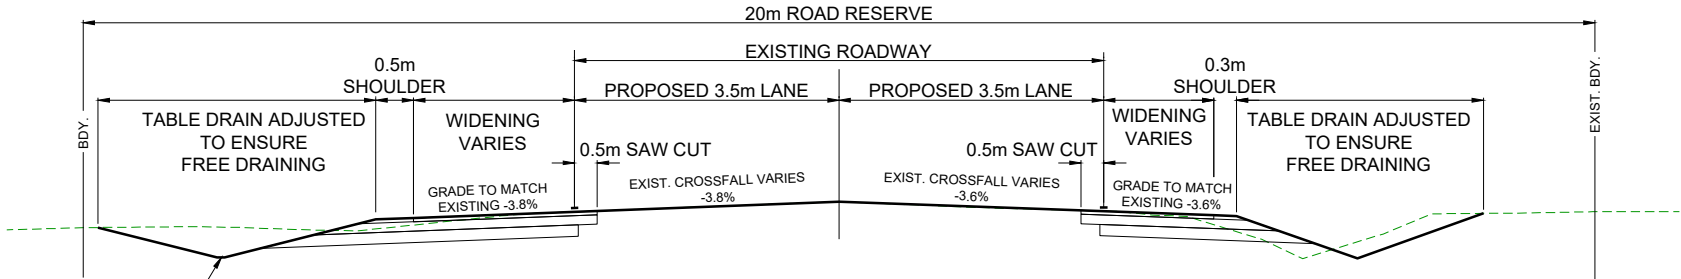 20m ROAD RESERVE
EXISTING ROADWAY
0.5m
SHOULDER
0.3m
SHOULDER
PROPOSED 3.5m LANE
PROPOSED 3.5m LANE
TABLE DRAIN ADJUSTED
TO ENSURE
FREE DRAINING
WIDENING
VARIES
WIDENING
VARIES
TABLE DRAIN ADJUSTED
TO ENSURE
FREE DRAINING
BDY.
EXIST. BDY.
0.5m SAW CUT
0.5m SAW CUT
GRADE TO MATCH
EXISTING -3.8%
EXIST. CROSSFALL VARIES
-3.8%
EXIST. CROSSFALL VARIES
-3.6%
GRADE TO MATCH
EXISTING -3.6%